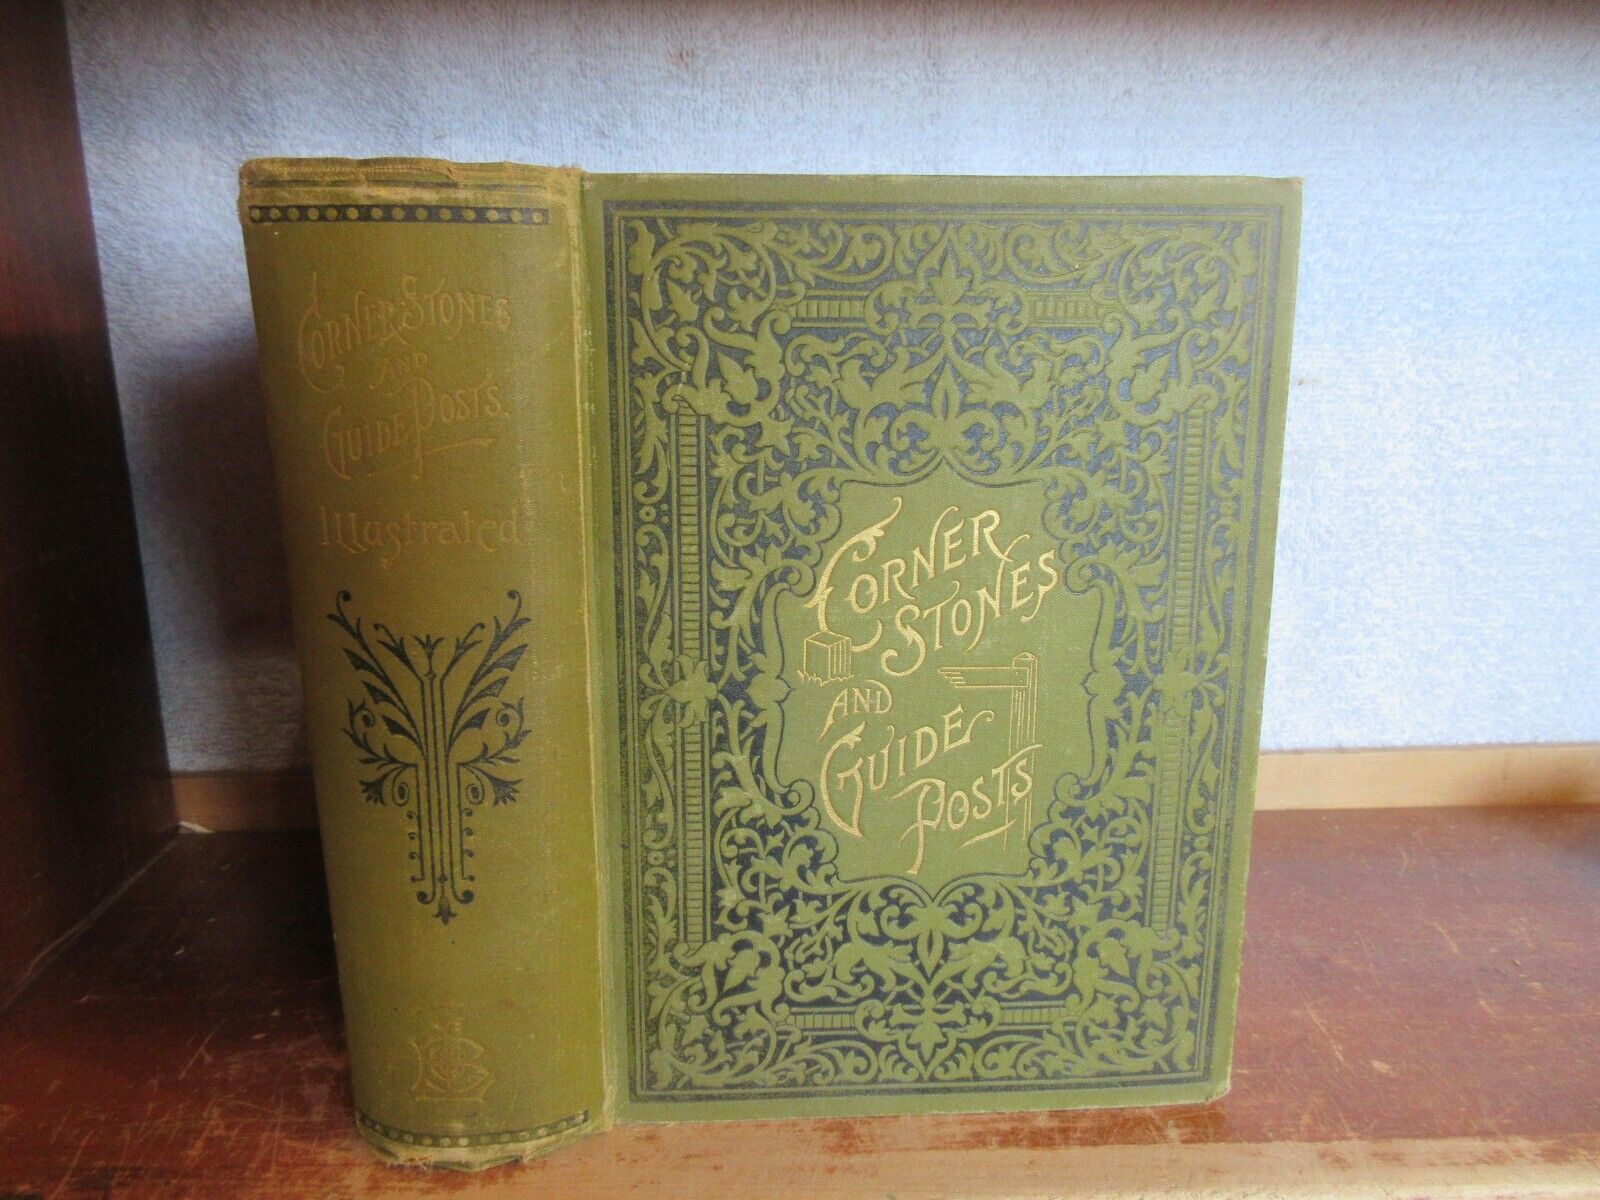 CORNER STONES
AND
GUIDE POSTS.
Illustrated
CORNER
STONES
AND
GUIDE
POSTS